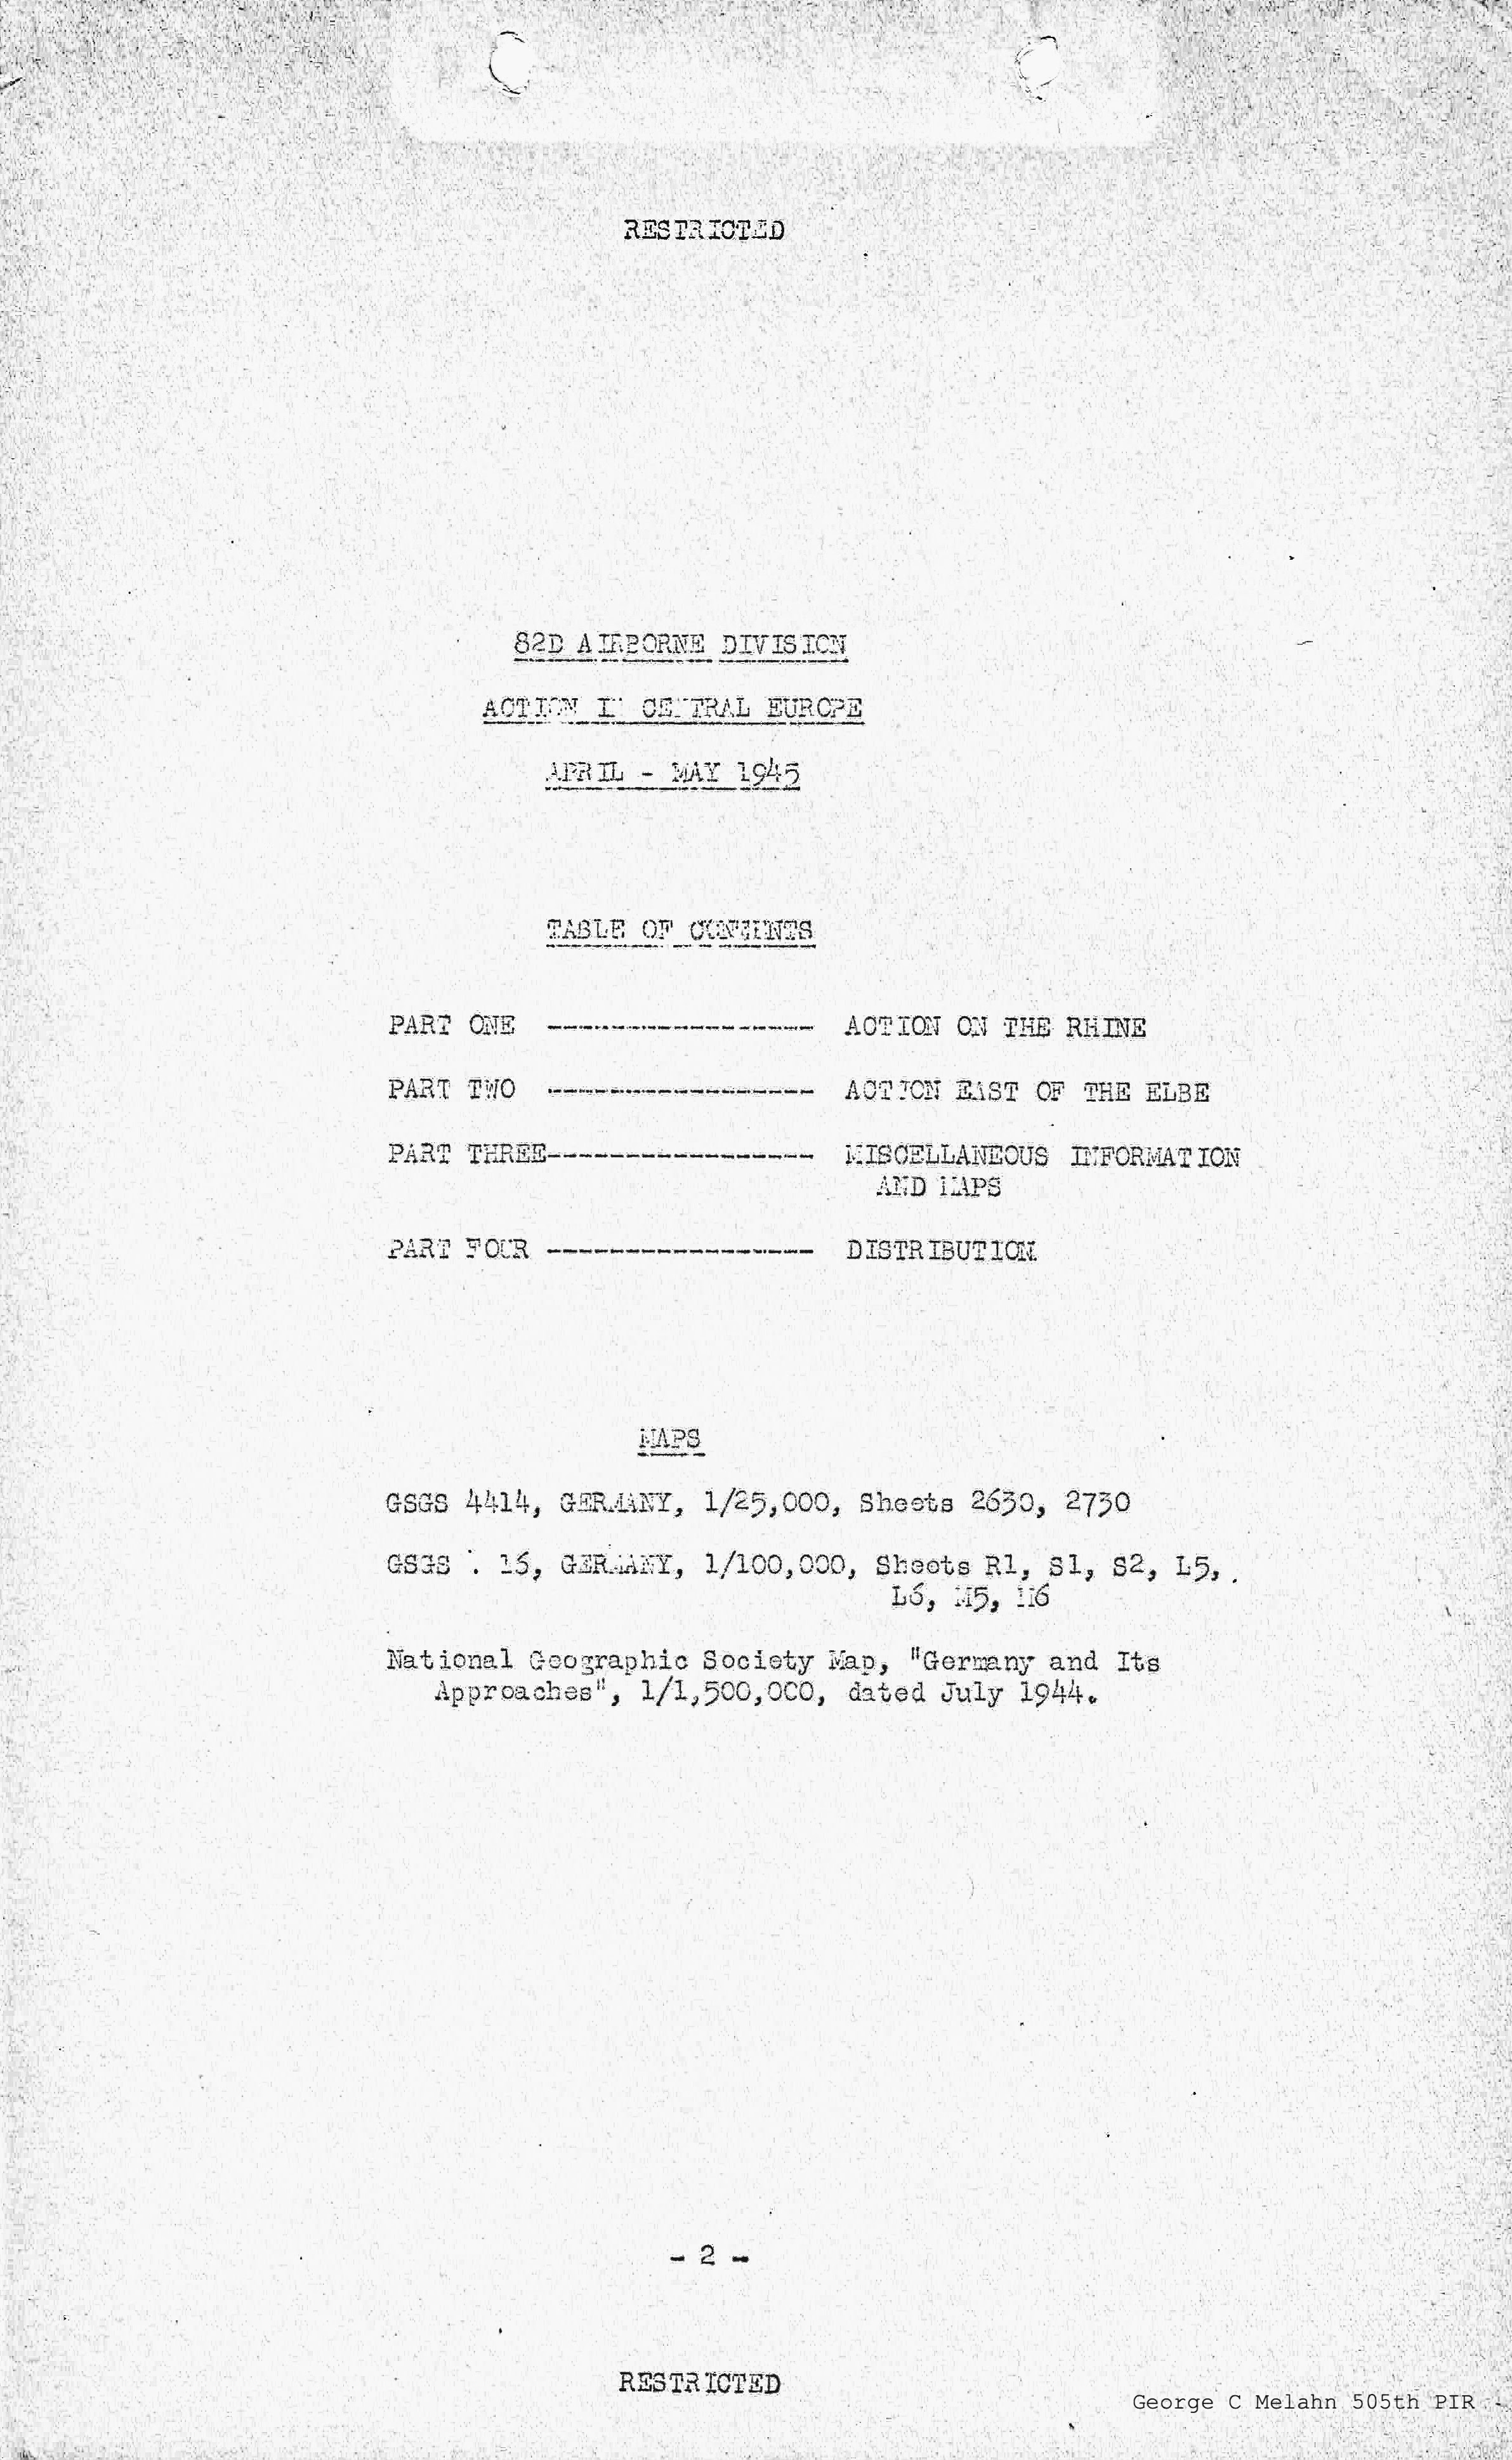 RESTRICTED
82D AIRBORNE DIVISION
ACTION IN CENTRAL EUROPE
APRIL - MAY 1945
TABLE OF CONTENTS
PART ONE ----------------- ACTION ON THE RHINE
PART TWO ----------------- ACTION EAST OF THE ELBE
PART THREE----------------- MISCELLANEOUS INFORMATION
AND MAPS
PART FOUR ----------------- DISTRIBUTION
MAPS
GSGS 4414, GERMANY, 1/25,000, Sheets 2630, 2730
GSGS 16, GERMANY, 1/100,000, Sheets R1, S1, S2, L5,
L6, M5, M6
National Geographic Society Map, "Germany and Its
Approaches", 1/1,500,000, dated July 1944.
- 2 -
RESTRICTED
George C Melahn 505th PIR -